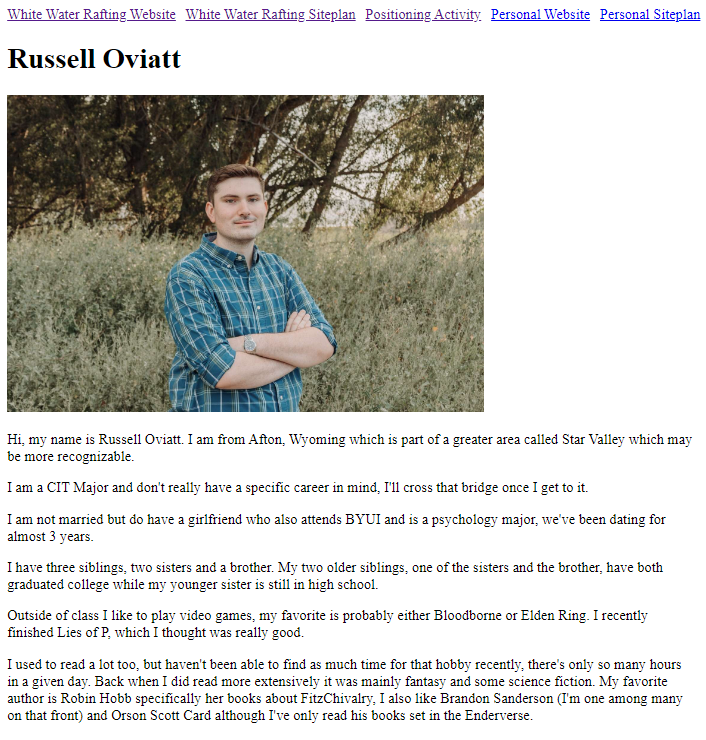 White Water Rafting Website White Water Rafting Siteplan Positioning Activity Personal Website Personal Siteplan
Russell Oviatt
Hi, my name is Russell Oviatt. I am from Afton, Wyoming which is part of a greater area called Star Valley which may
be more recognizable.
I am a CIT Major and don't really have a specific career in mind, I'll cross that bridge once I get to it.
I am not married but do have a girlfriend who also attends BYUI and is a psychology major, we've been dating for
almost 3 years.
I have three siblings, two sisters and a brother. My two older siblings, one of the sisters and the brother, have both
graduated college while my younger sister is still in high school.
Outside of class I like to play video games, my favorite is probably either Bloodborne or Elden Ring. I recently
finished Lies of P, which I thought was really good.
I used to read a lot too, but haven't been able to find as much time for that hobby recently, there's only so many hours
in a given day. Back when I did read more extensively it was mainly fantasy and some science fiction. My favorite
author is Robin Hobb specifically her books about FitzChivalry, I also like Brandon Sanderson (I'm one among many
on that front) and Orson Scott Card although I've only read his books set in the Enderverse.